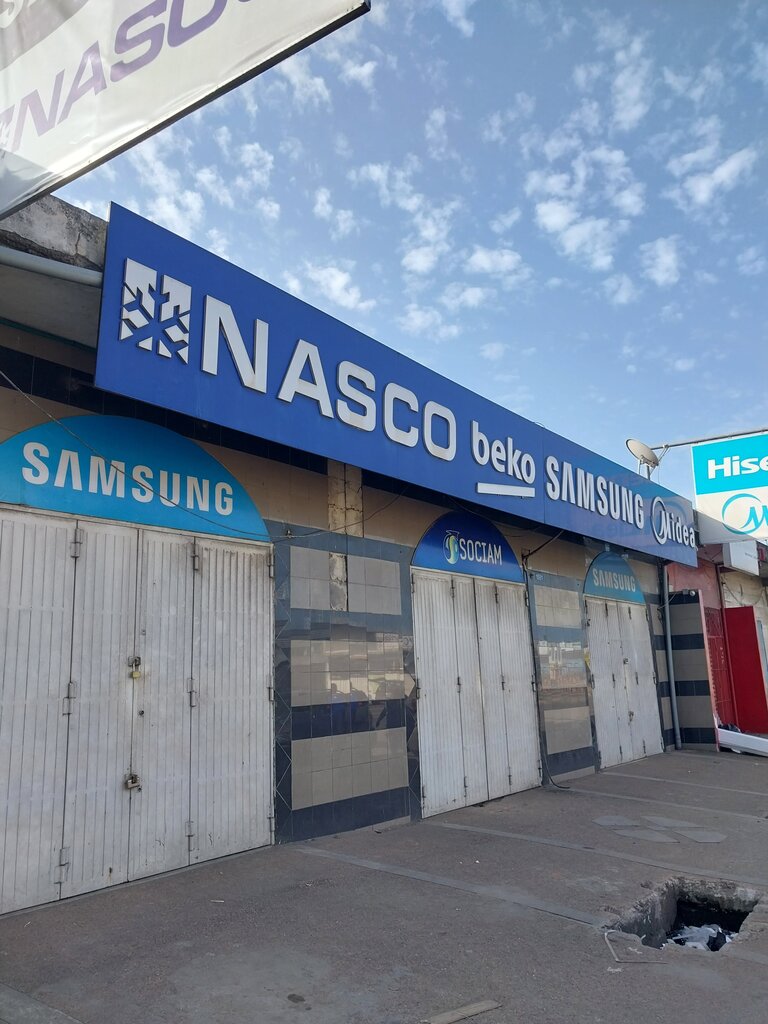 NASCO
NASCO beko SAMSUNG Midea
SAMSUNG
SOCIAM
SAMSUNG
Hise